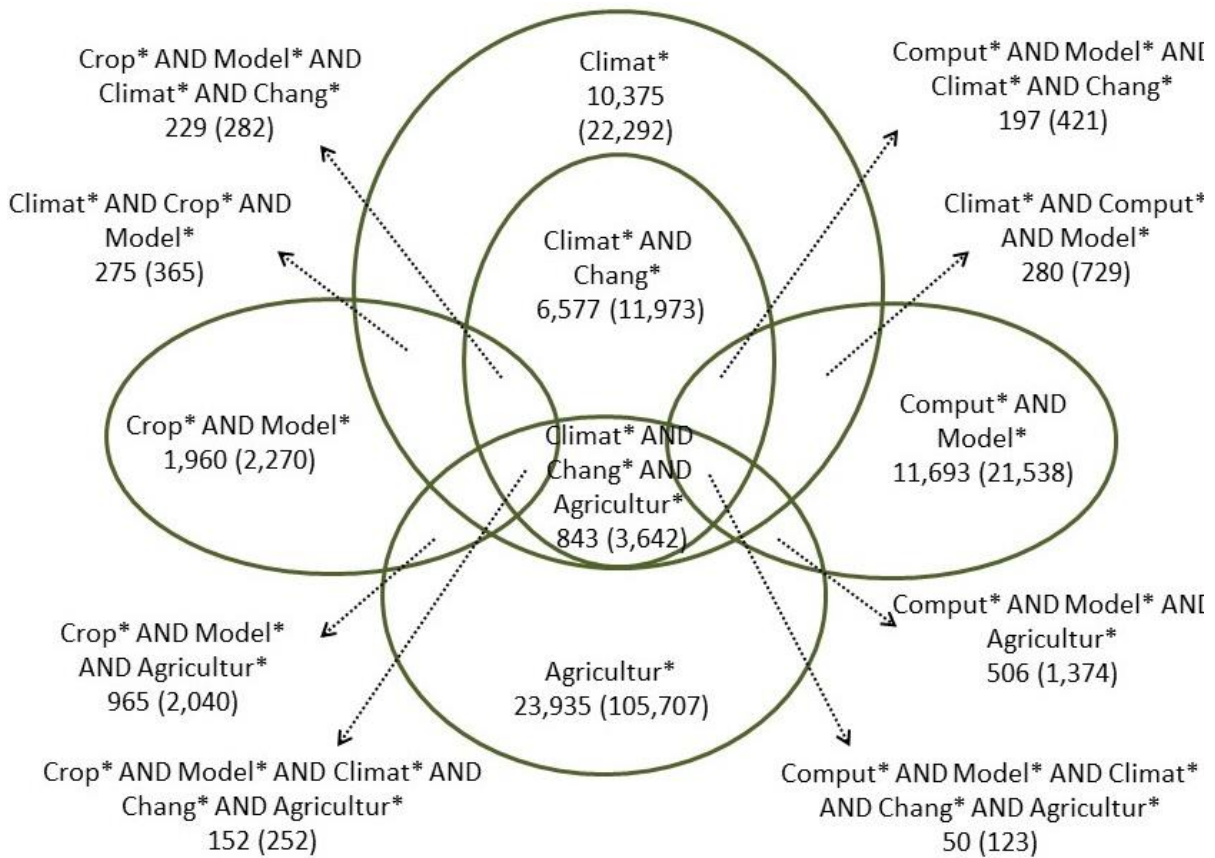 Crop* AND Model* AND
Climat* AND Chang*
229 (282)
Climat*
10,375
(22,292)
Comput* AND Model* AND
Climat* AND Chang*
197 (421)
Climat* AND Crop* AND
Model*
275 (365)
Climat* AND
Chang*
6,577 (11,973)
Climat* AND Comput*
AND Model*
280 (729)
Crop* AND Model*
1,960 (2,270)
Climat* AND
Chang* AND
Agricultur*
843 (3,642)
Comput* AND
Model*
11,693 (21,538)
Crop* AND Model*
AND Agricultur*
965 (2,040)
Agricultur*
23,935 (105,707)
Comput* AND Model* AND
Agricultur*
506 (1,374)
Crop* AND Model* AND Climat* AND
Chang* AND Agricultur*
152 (252)
Comput* AND Model* AND Climat*
AND Chang* AND Agricultur*
50 (123)